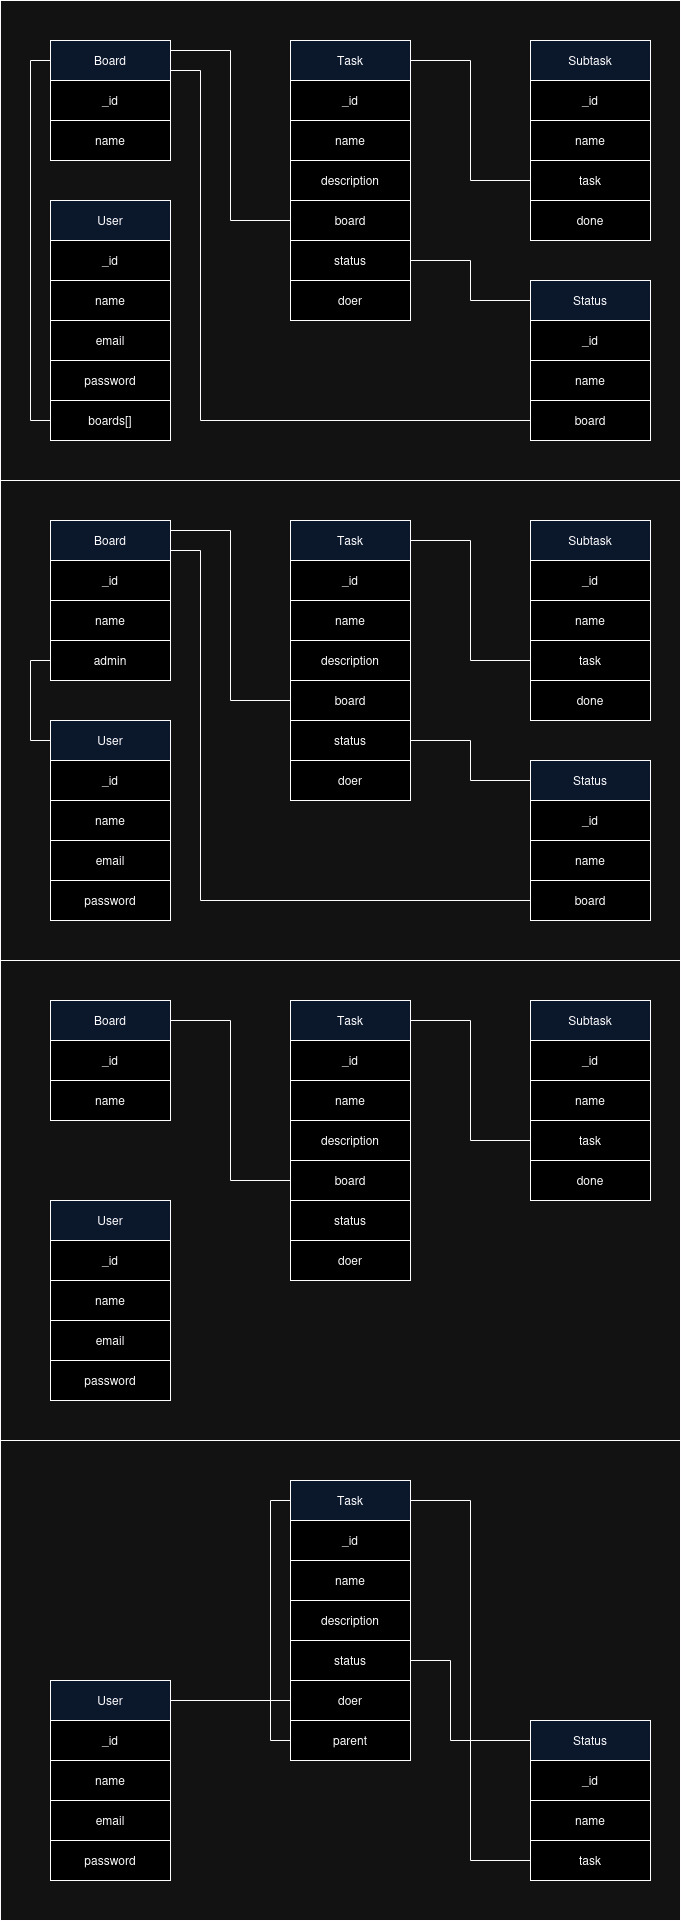 Board
_id
name
User
_id
name
email
password
boards[]
Task
_id
name
description
board
status
doer
Subtask
_id
name
task
done
Status
_id
name
board
Board
_id
name
admin
User
_id
name
email
password
Task
_id
name
description
board
status
doer
Subtask
_id
name
task
done
Status
_id
name
board
Board
_id
name
User
_id
name
email
password
Task
_id
name
description
board
status
doer
Subtask
_id
name
task
done
User
_id
name
email
password
Task
_id
name
description
status
doer
parent
Status
_id
name
task